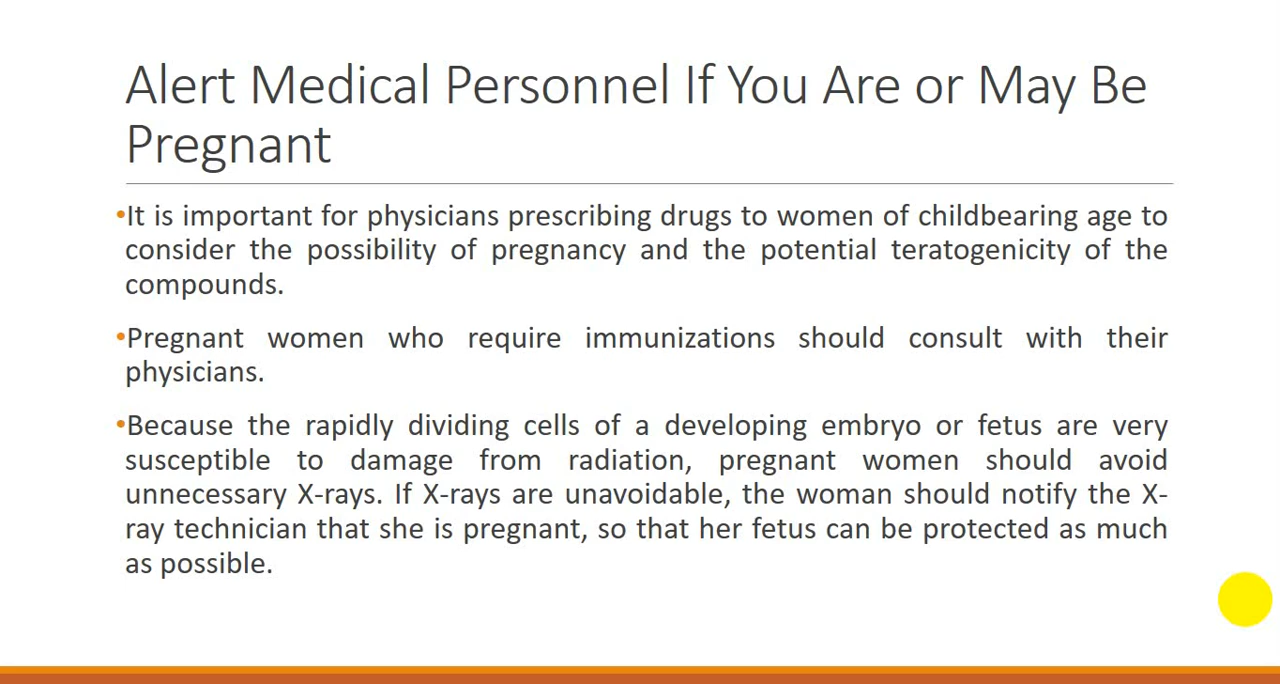 Alert Medical Personnel If You Are or May Be
Pregnant
•It is important for physicians prescribing drugs to women of childbearing age to
consider the possibility of pregnancy and the potential teratogenicity of the
compounds.
•Pregnant women who require immunizations should consult with their
physicians.
•Because the rapidly dividing cells of a developing embryo or fetus are very
susceptible to damage from radiation, pregnant women should avoid
unnecessary X-rays. If X-rays are unavoidable, the woman should notify the X-
ray technician that she is pregnant, so that her fetus can be protected as much
as possible.